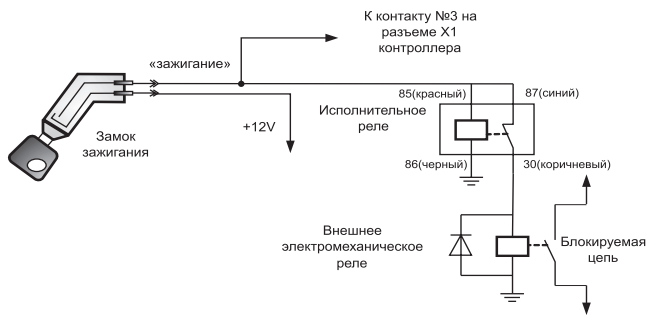 К контакту №3 на
разъеме X1
контроллера
«зажигание»
85(красный)
87(синий)
Исполнительное
реле
+12V
Замок
зажигания
86(черный)
30(коричневый)
Внешнее
электромеханическое
реле
Блокируемая
цепь